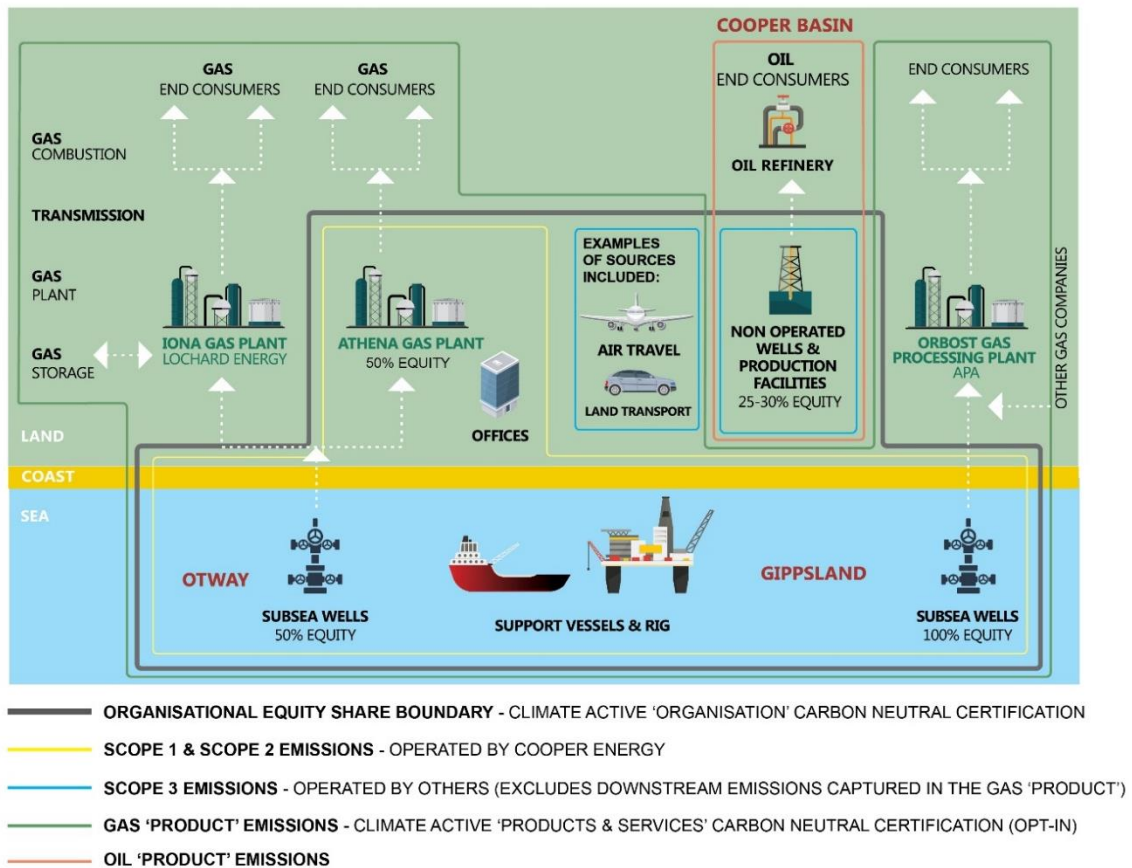 COOPER BASIN
GAS
END CONSUMERS
GAS
END CONSUMERS
OIL
END CONSUMERS
END CONSUMERS
GAS
COMBUSTION
OIL REFINERY
TRANSMISSION
EXAMPLES
OF SOURCES
INCLUDED:
GAS
PLANT
AIR TRAVEL
LAND TRANSPORT
NON OPERATED
WELLS &
PRODUCTION
FACILITIES
25-30% EQUITY
GAS
STORAGE
IONA GAS PLANT
LOCHARD ENERGY
ATHENA GAS PLANT
50% EQUITY
ORBOST GAS
PROCESSING PLANT
APA
OTHER GAS COMPANIES
OFFICES
LAND
COAST
SEA
OTWAY
GIPPSLAND
SUBSEA WELLS
50% EQUITY
SUPPORT VESSELS & RIG
SUBSEA WELLS
100% EQUITY
ORGANISATIONAL EQUITY SHARE BOUNDARY - CLIMATE ACTIVE ‘ORGANISATION’ CARBON NEUTRAL CERTIFICATION
SCOPE 1 & SCOPE 2 EMISSIONS - OPERATED BY COOPER ENERGY
SCOPE 3 EMISSIONS - OPERATED BY OTHERS (EXCLUDES DOWNSTREAM EMISSIONS CAPTURED IN THE GAS ‘PRODUCT’)
GAS ‘PRODUCT’ EMISSIONS - CLIMATE ACTIVE ‘PRODUCTS & SERVICES’ CARBON NEUTRAL CERTIFICATION (OPT-IN)
OIL ‘PRODUCT’ EMISSIONS